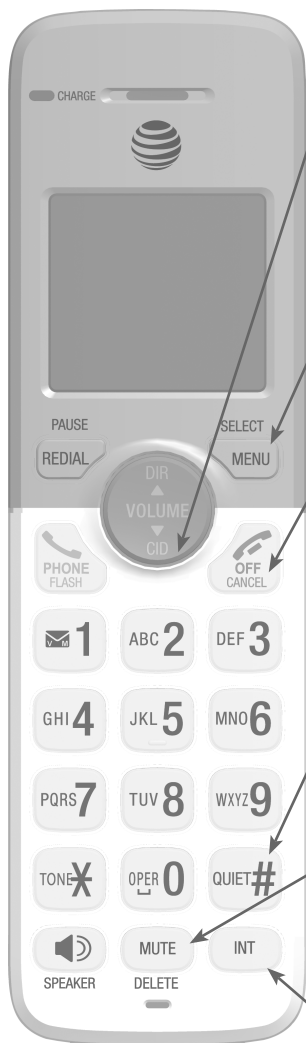 CHARGE
PAUSE SELECT
REDIAL MENU
DIR
VOLUME
CID
PHONE OFF
FLASH CANCEL
1 ABC 2 DEF 3
GHI 4 JKL 5 MNO 6
PQRS 7 TUV 8 WXYZ 9
TONE * OPER 0 QUIET #
MUTE INT
SPEAKER DELETE